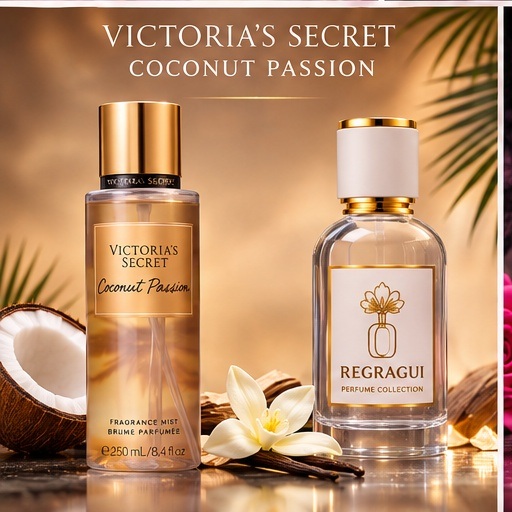 VICTORIA'S SECRET
COCONUT PASSION
VICTORIA'S
SECRET
Coconut Passion
FRAGRANCE MIST
BRUME PARFUMÉE
℮250 mL/8,4 fl oz
REGRAGUI
PERFUME COLLECTION